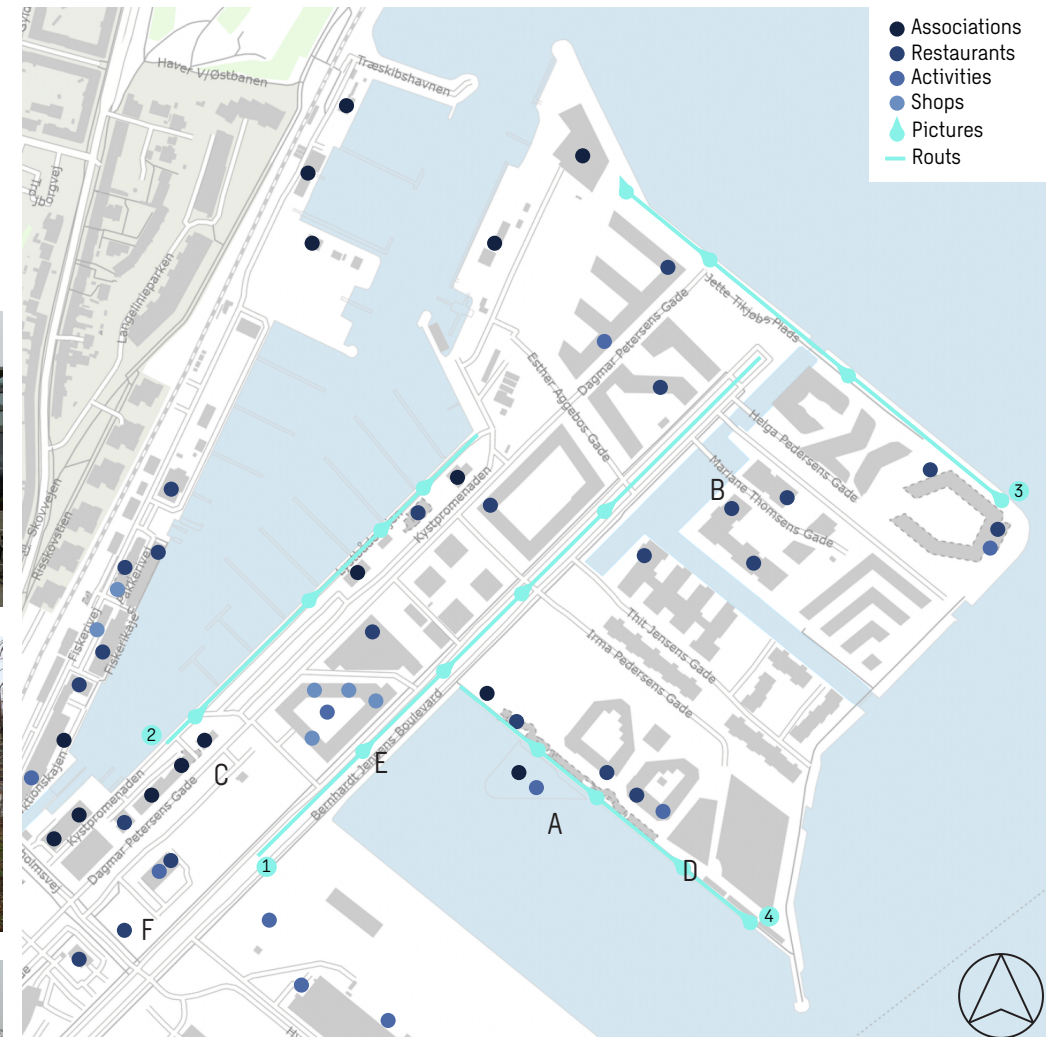 Associations
Restaurants
Activities
Shops
Pictures
Routs
Haver V/Østbanen
Træskibshavnen
Langelinieparken
Skovvejen
Risskovstien
Fiskerivej
Fiskerikaje
Jette Tikjøbs Plads
Dagmar Petersens Gade
Esther Aggebos Gade
Helga Pedersens Gade
Mariane Thomsens Gade
Kystpromenaden
Thit Jensens Gade
Irma Pedersens Gade
Bernhardt Jensens Boulevard
Kystpromenaden
Dagmar Petersens Gade
A
B
C
D
E
F
1
2
3
4